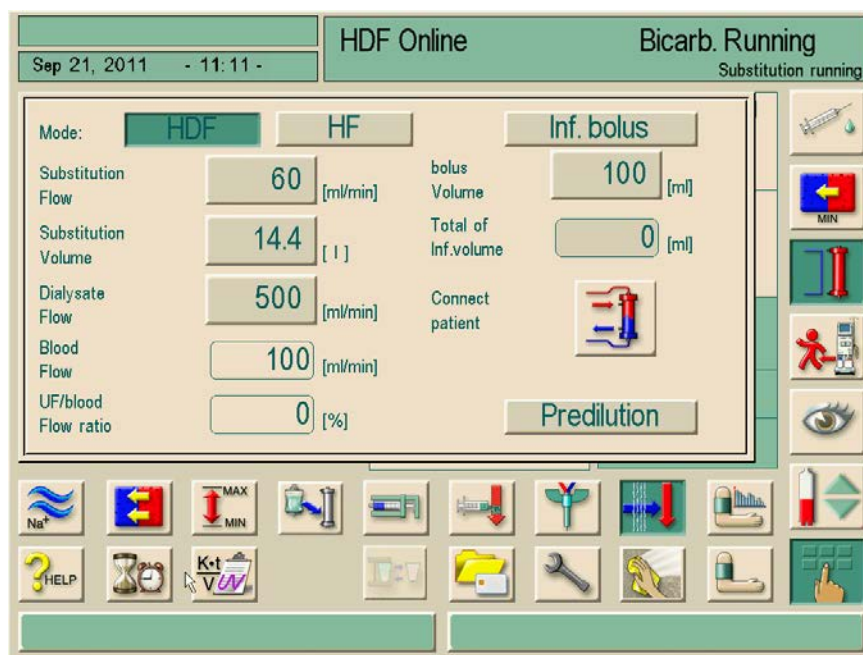 HDF Online
Bicarb. Running
Sep 21, 2011 - 11:11 -
Substitution running
Mode:
HDF
HF
Inf. bolus
Substitution
Flow
60
[ml/min]
bolus
Volume
100
[ml]
Substitution
Volume
14.4
[ l ]
Total of
Inf.volume
0
[ml]
Dialysate
Flow
500
[ml/min]
Connect
patient
Blood
Flow
100
[ml/min]
UF/blood
Flow ratio
0
[%]
Predilution
MIN
Na+
MAX
MIN
?HELP
K•t
V
UV